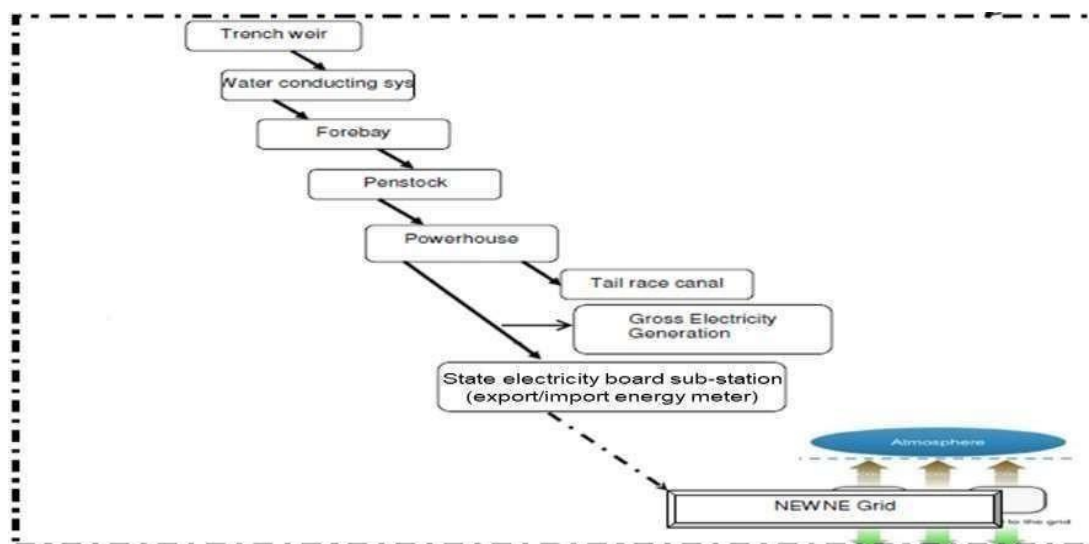 Trench weir
Water conducting sys
Forebay
Penstock
Powerhouse
Tail race canal
Gross Electricity
Generation
State electricity board sub-station
(export/import energy meter)
Atmosphere
NEWNE Grid
to the grid